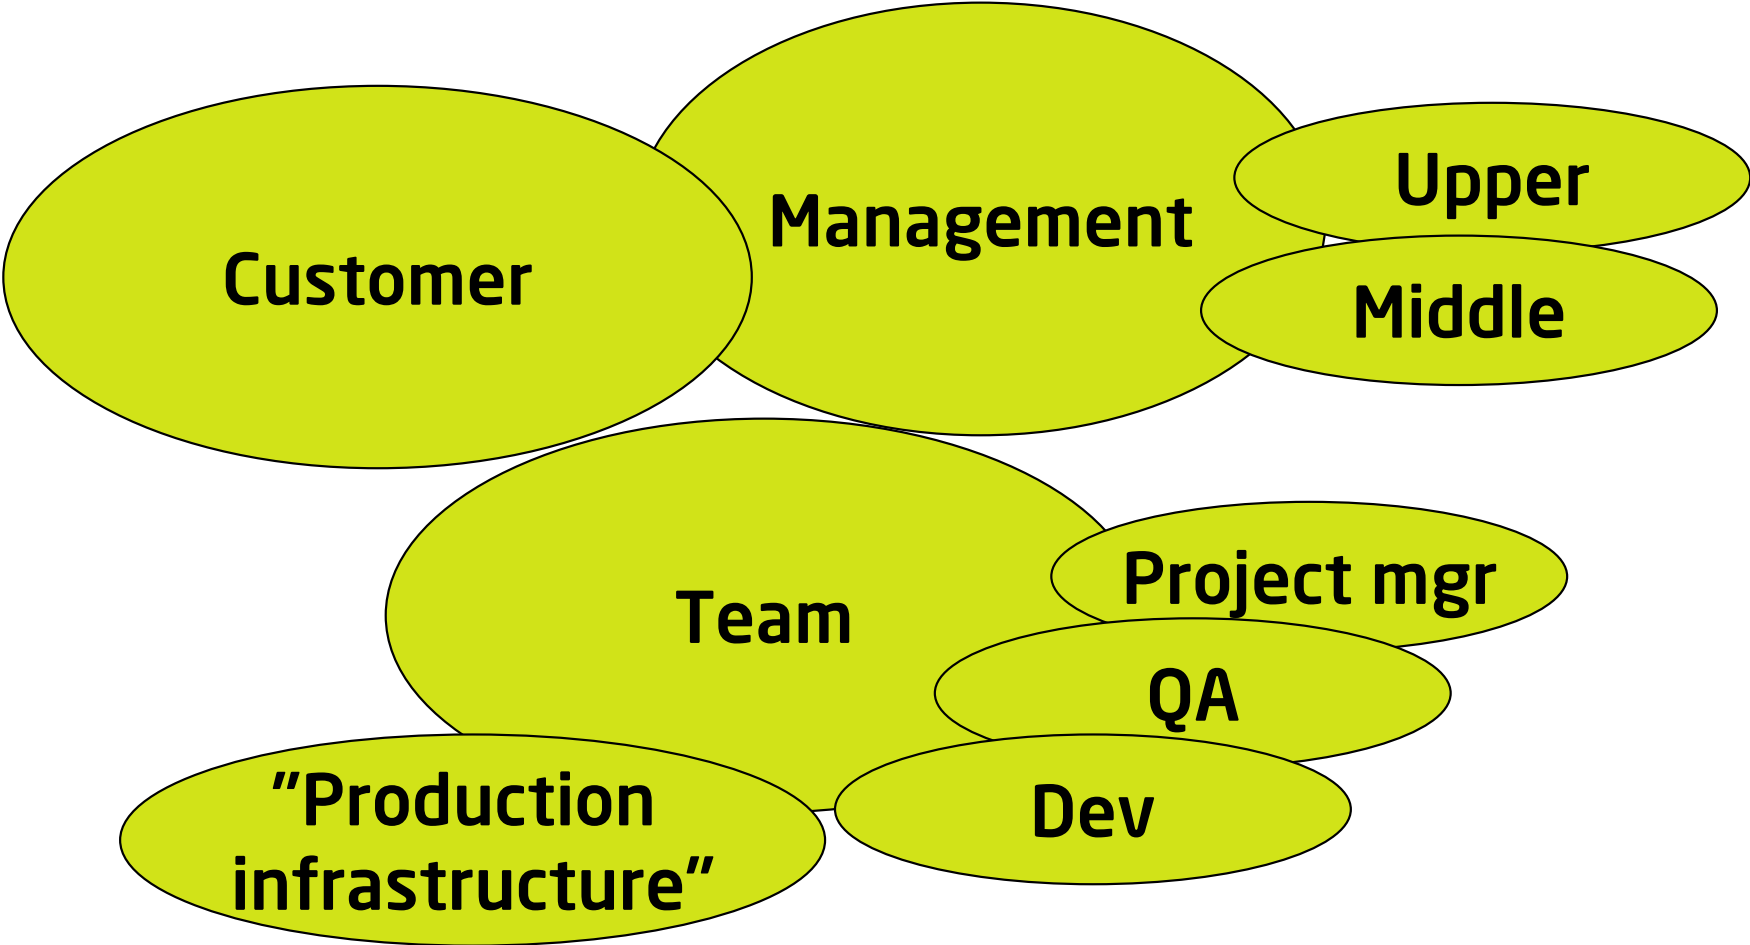 Management
Upper
Customer
Middle
Project mgr
Team
QA
"Production
infrastructure"
Dev